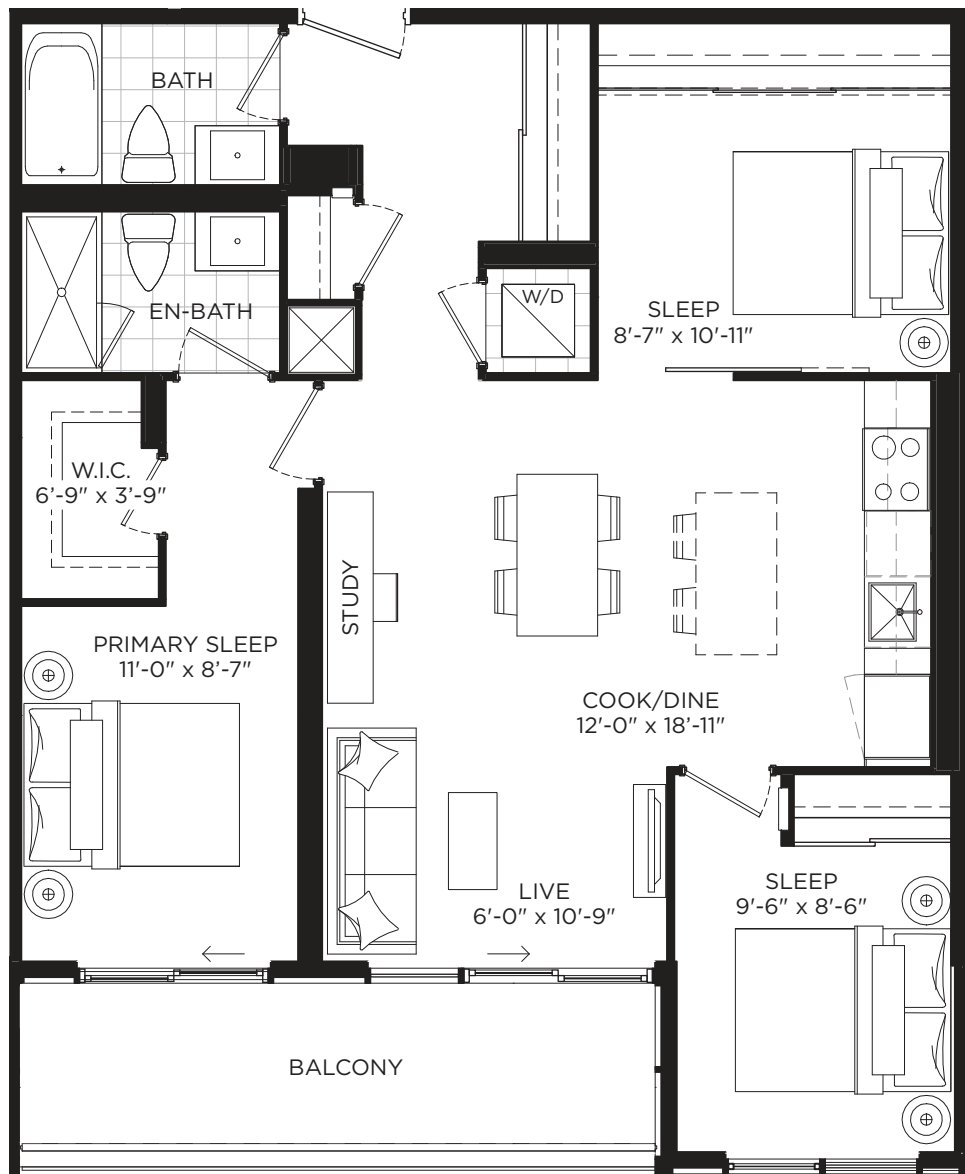 BATH
EN-BATH
W/D
SLEEP
8'-7" x 10'-11"
W.I.C.
6'-9" x 3'-9"
STUDY
PRIMARY SLEEP
11'-0" x 8'-7"
COOK/DINE
12'-0" x 18'-11"
LIVE
6'-0" x 10'-9"
SLEEP
9'-6" x 8'-6"
BALCONY